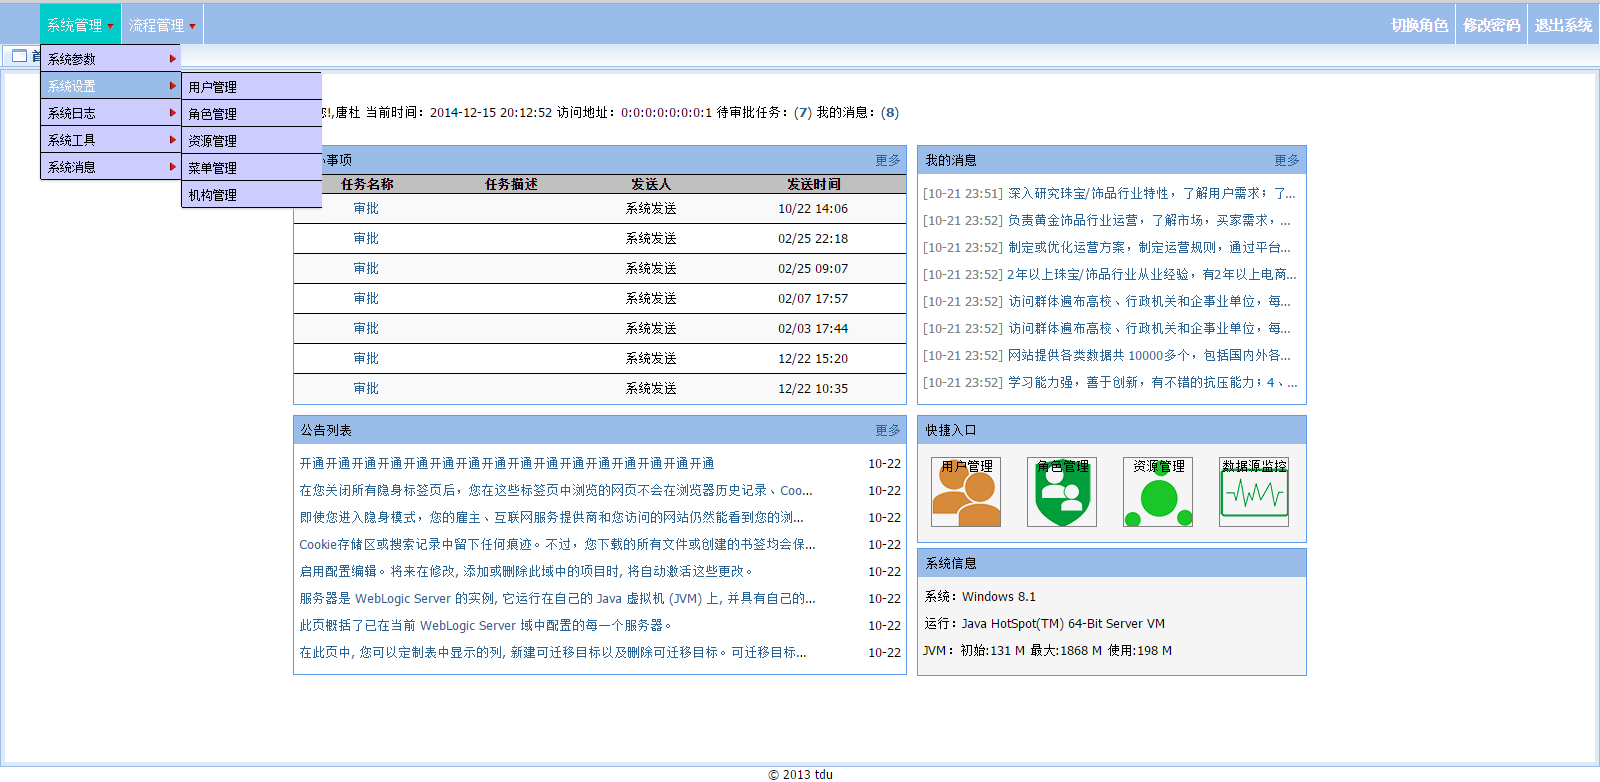 系统管理 流程管理 切换角色 修改密码 退出系统
系统参数
系统设置 用户管理
系统日志 角色管理
系统工具 资源管理
系统消息 菜单管理
机构管理
您!,唐杜 当前时间：2014-12-15 20:12:52 访问地址：0:0:0:0:0:0:0:1 待审批任务：(7) 我的消息：(8)
事项 更多
任务名称 任务描述 发送人 发送时间
审批 系统发送 10/22 14:06
审批 系统发送 02/25 22:18
审批 系统发送 02/25 09:07
审批 系统发送 02/07 17:57
审批 系统发送 02/03 17:44
审批 系统发送 12/22 15:20
审批 系统发送 12/22 10:35
我的消息 更多
[10-21 23:51] 深入研究珠宝/饰品行业特性，了解用户需求；了...
[10-21 23:52] 负责黄金饰品行业运营，了解市场，买家需求，...
[10-21 23:52] 制定或优化运营方案，制定运营规则，通过平台...
[10-21 23:52] 2年以上珠宝/饰品行业从业经验，有2年以上电商...
[10-21 23:52] 访问群体遍布高校、行政机关和企事业单位，每...
[10-21 23:52] 访问群体遍布高校、行政机关和企事业单位，每...
[10-21 23:52] 网站提供各类数据共 10000多个，包括国内外各...
[10-21 23:52] 学习能力强，善于创新，有不错的抗压能力；4、...
公告列表 更多
开通开通开通开通开通开通开通开通开通开通开通开通开通开通开通开通 10-22
在您关闭所有隐身标签页后，您在这些标签页中浏览的网页不会在浏览器历史记录、Coo... 10-22
即使您进入隐身模式，您的雇主、互联网服务提供商和您访问的网站仍然能看到您的浏... 10-22
Cookie存储区或搜索记录中留下任何痕迹。不过，您下载的所有文件或创建的书签均会保... 10-22
启用配置编辑。将来在修改, 添加或删除此域中的项目时, 将自动激活这些更改。 10-22
服务器是 WebLogic Server 的实例, 它运行在自己的 Java 虚拟机 (JVM) 上, 并具有自己的... 10-22
此页概括了已在当前 WebLogic Server 域中配置的每一个服务器。 10-22
在此页中, 您可以定制表中显示的列, 新建可迁移目标以及删除可迁移目标。可迁移目标... 10-22
快捷入口
用户管理 角色管理 资源管理 数据源监控
系统信息
系统：Windows 8.1
运行：Java HotSpot(TM) 64-Bit Server VM
JVM：初始:131 M 最大:1868 M 使用:198 M
© 2013 tdu